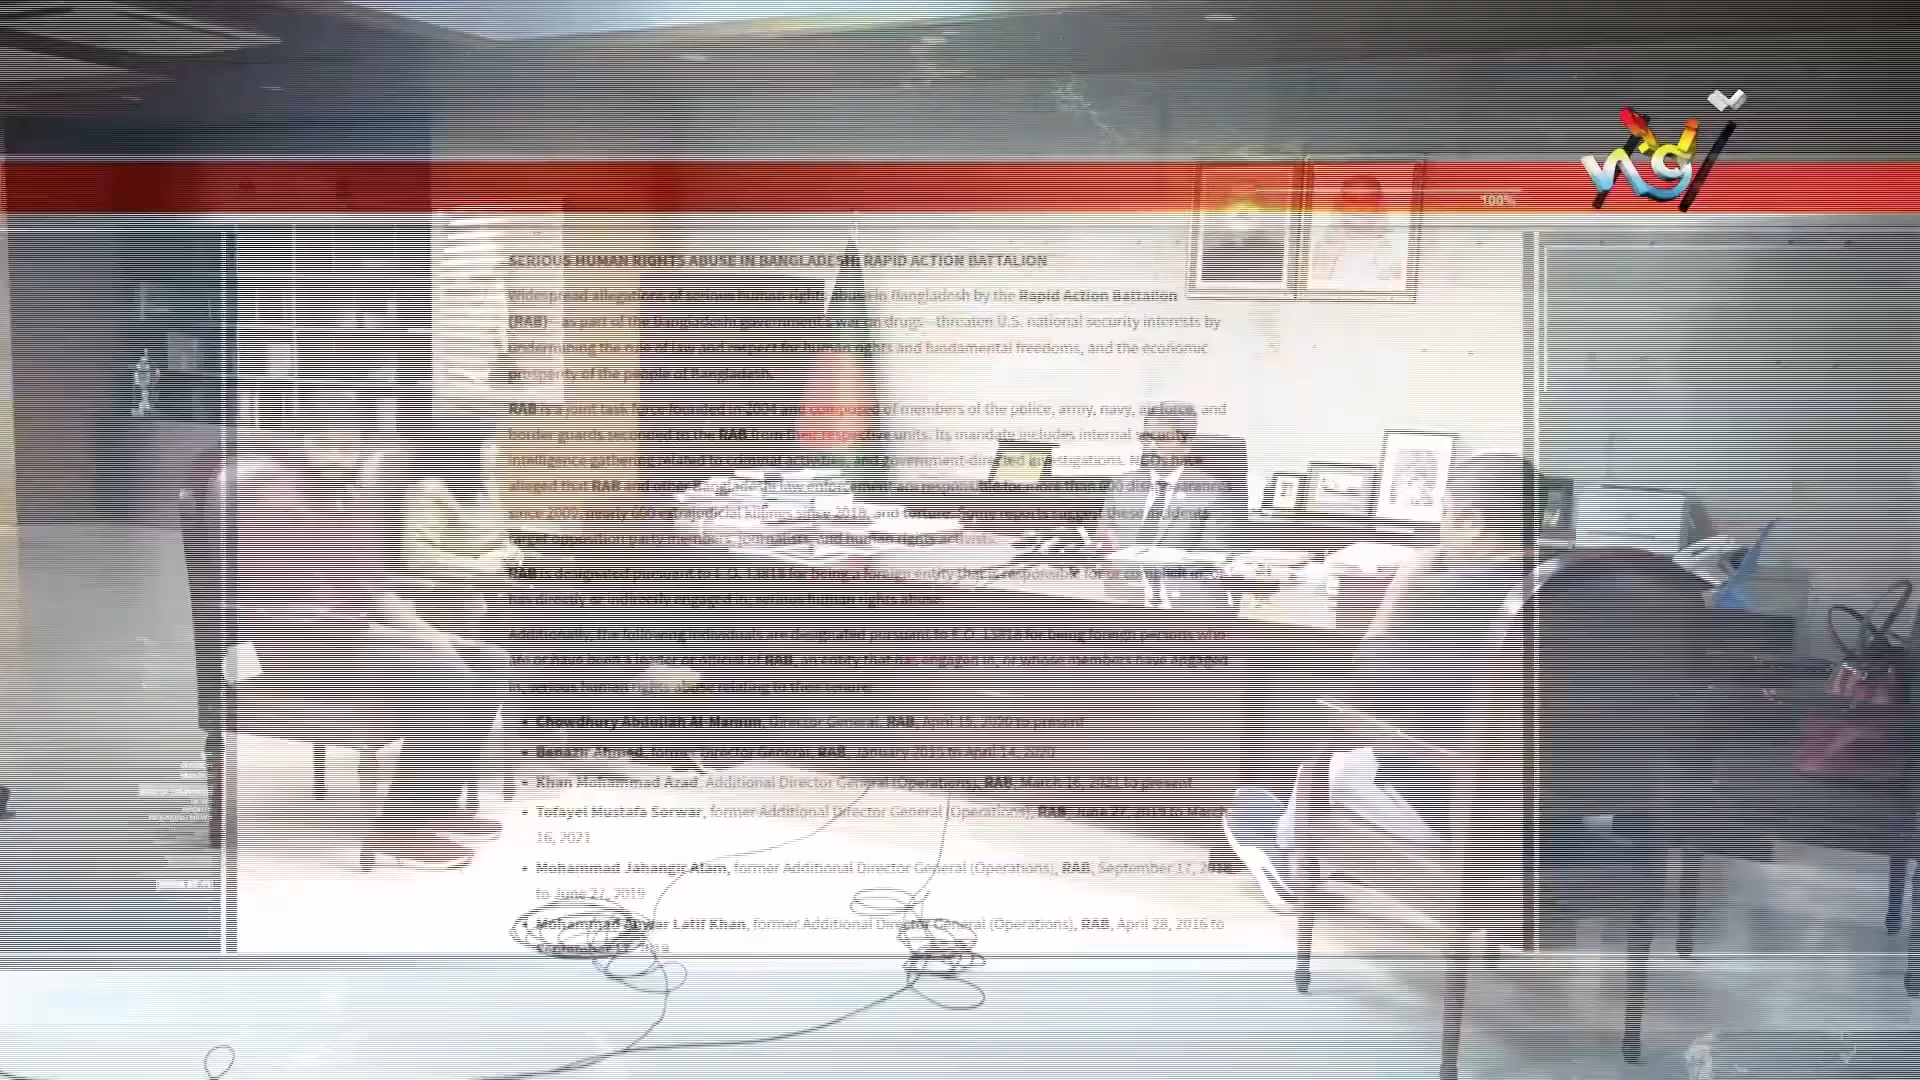 100%
SERIOUS HUMAN RIGHTS ABUSE IN BANGLADESH: RAPID ACTION BATTALION
Widespread allegations of serious human rights abuse in Bangladesh by the Rapid Action Battalion
(RAB) – as part of the Bangladeshi government's war on drugs – threaten U.S. national security interests by
undermining the rule of law and respect for human rights and fundamental freedoms, and the economic
prosperity of the people of Bangladesh.
RAB is a joint task force founded in 2004 and composed of members of the police, army, navy, air force, and
border guards seconded to the RAB from their respective units. Its mandate includes internal security
intelligence gathering related to criminal activities, and government-directed investigations. NGOs have
alleged that RAB and other Bangladeshi law enforcement are responsible for more than 600 disappearances
since 2009, nearly 600 extrajudicial killings since 2018, and torture. Some reports suggest these incidents
target opposition party members, journalists, and human rights activists.
RAB is designated pursuant to E.O. 13818 for being a foreign entity that is responsible for or complicit in, or
has directly or indirectly engaged in, serious human rights abuse.
Additionally, the following individuals are designated pursuant to E.O. 13818 for being foreign persons who
are or have been a leader or official of RAB, an entity that has engaged in, or whose members have engaged
in, serious human rights abuse relating to their tenure:
• Chowdhury Abdullah Al-Mamun, Director General, RAB, April 15, 2020 to present
• Benazir Ahmed, former Director General, RAB, January 2015 to April 14, 2020
• Khan Mohammad Azad, Additional Director General (Operations), RAB, March 16, 2021 to present
• Tofayel Mustafa Sorwar, former Additional Director General (Operations), RAB, June 27, 2019 to March
16, 2021
• Mohammad Jahangir Alam, former Additional Director General (Operations), RAB, September 17, 2018
to June 27, 2019
• Mohammad Anwar Latif Khan, former Additional Director General (Operations), RAB, April 28, 2016 to
September 17, 2018